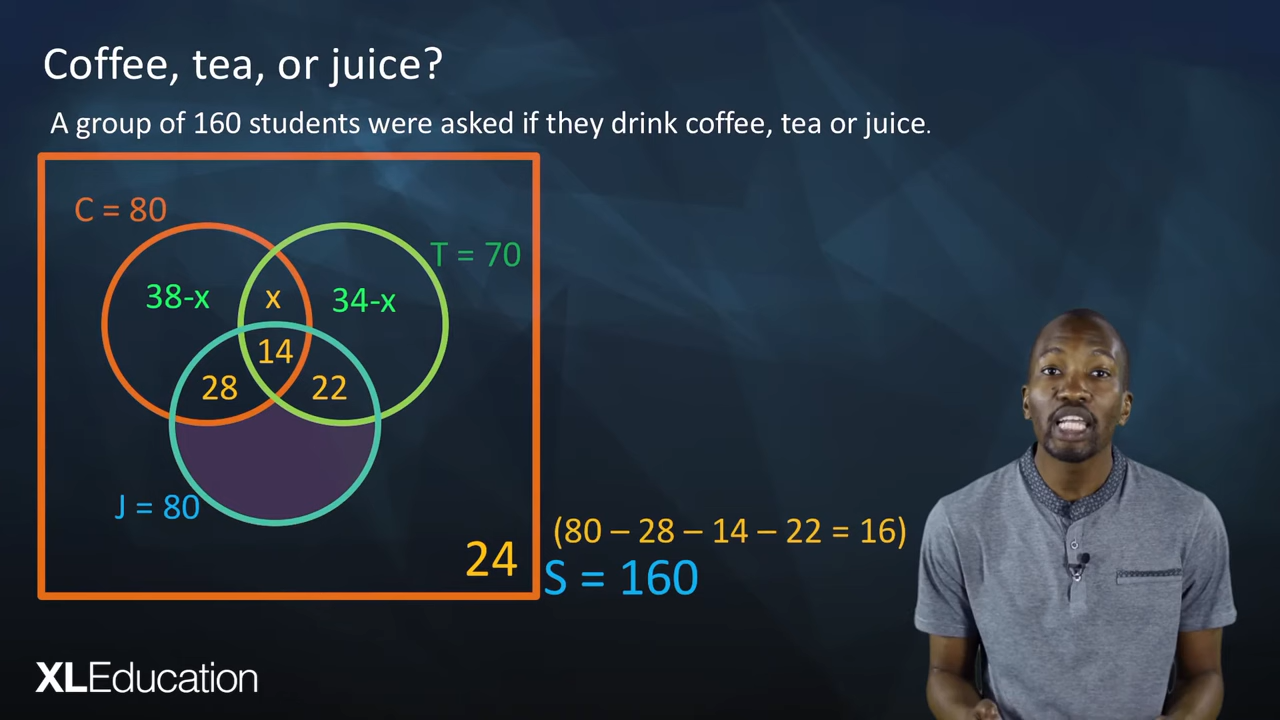 Coffee, tea, or juice?
A group of 160 students were asked if they drink coffee, tea or juice.
C = 80
T = 70
38-x
x
34-x
14
28
22
J = 80
24
(80 – 28 – 14 – 22 = 16)
S = 160
XLEducation